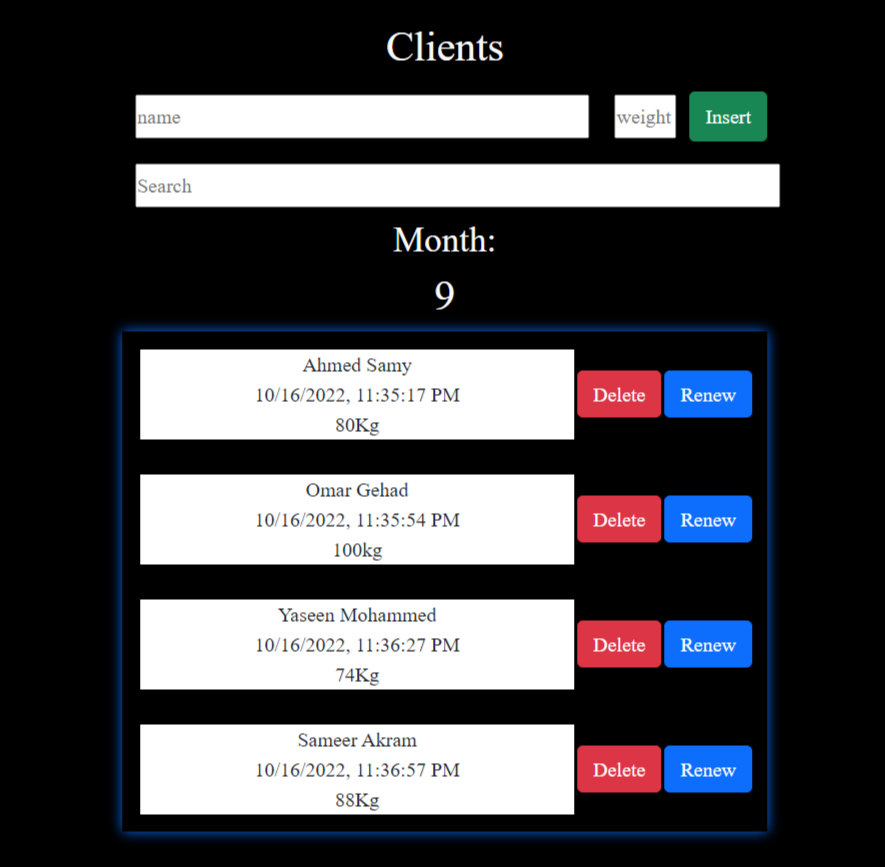 Clients
name weight Insert
Search
Month:
9
Ahmed Samy
10/16/2022, 11:35:17 PM Delete Renew
80Kg
Omar Gehad
10/16/2022, 11:35:54 PM Delete Renew
100kg
Yaseen Mohammed
10/16/2022, 11:36:27 PM Delete Renew
74Kg
Sameer Akram
10/16/2022, 11:36:57 PM Delete Renew
88Kg